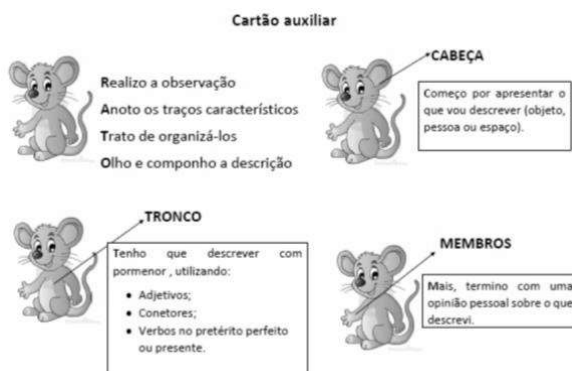 Cartão auxiliar
Realizo a observação
Anoto os traços característicos
Trato de organizá-los
Olho e componho a descrição
CABEÇA
Começo por apresentar o
que vou descrever (objeto,
pessoa ou espaço).
TRONCO
Tenho que descrever com
pormenor , utilizando:
• Adjetivos;
• Conetores;
• Verbos no pretérito perfeito
ou presente.
MEMBROS
Mais, termino com uma
opinião pessoal sobre o que
descrevi.